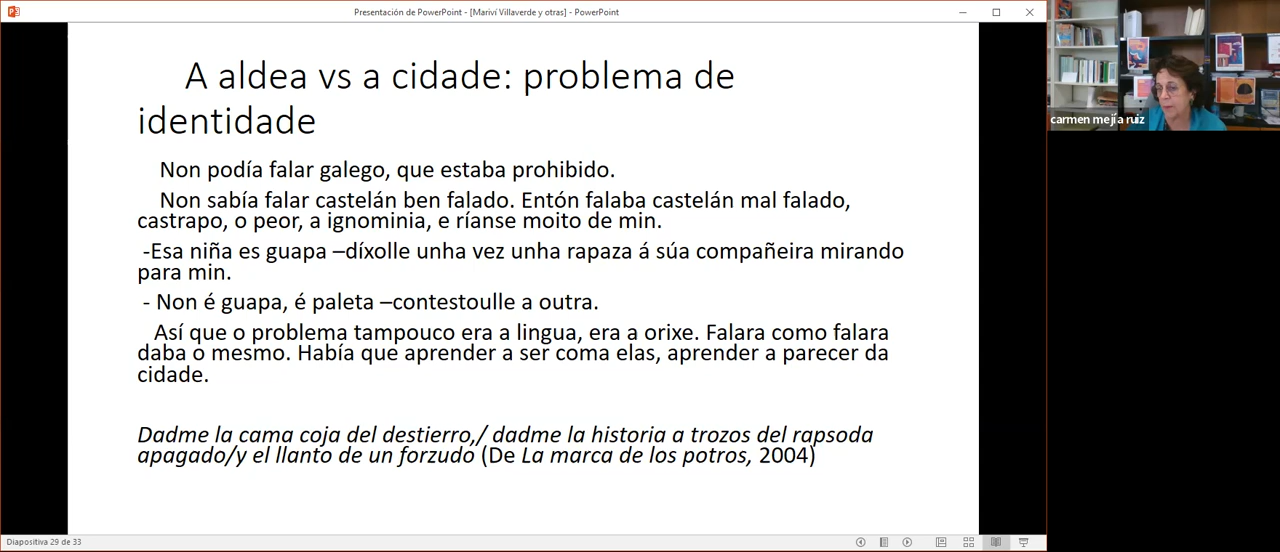 Presentación de PowerPoint - [Mariví Villaverde y otras] - PowerPoint
carmen mejía ruiz
A aldea vs a cidade: problema de
identidade
Non podía falar galego, que estaba prohibido.
Non sabía falar castelán ben falado. Entón falaba castelán mal falado,
castrapo, o peor, a ignominia, e ríanse moito de min.
-Esa niña es guapa –díxolle unha vez unha rapaza á súa compañeira mirando
para min.
- Non é guapa, é paleta –contestoulle a outra.
Así que o problema tampouco era a lingua, era a orixe. Falara como falara
daba o mesmo. Había que aprender a ser coma elas, aprender a parecer da
cidade.
Dadme la cama coja del destierro,/ dadme la historia a trozos del rapsoda
apagado/y el llanto de un forzudo (De La marca de los potros, 2004)
Diapositiva 29 de 33